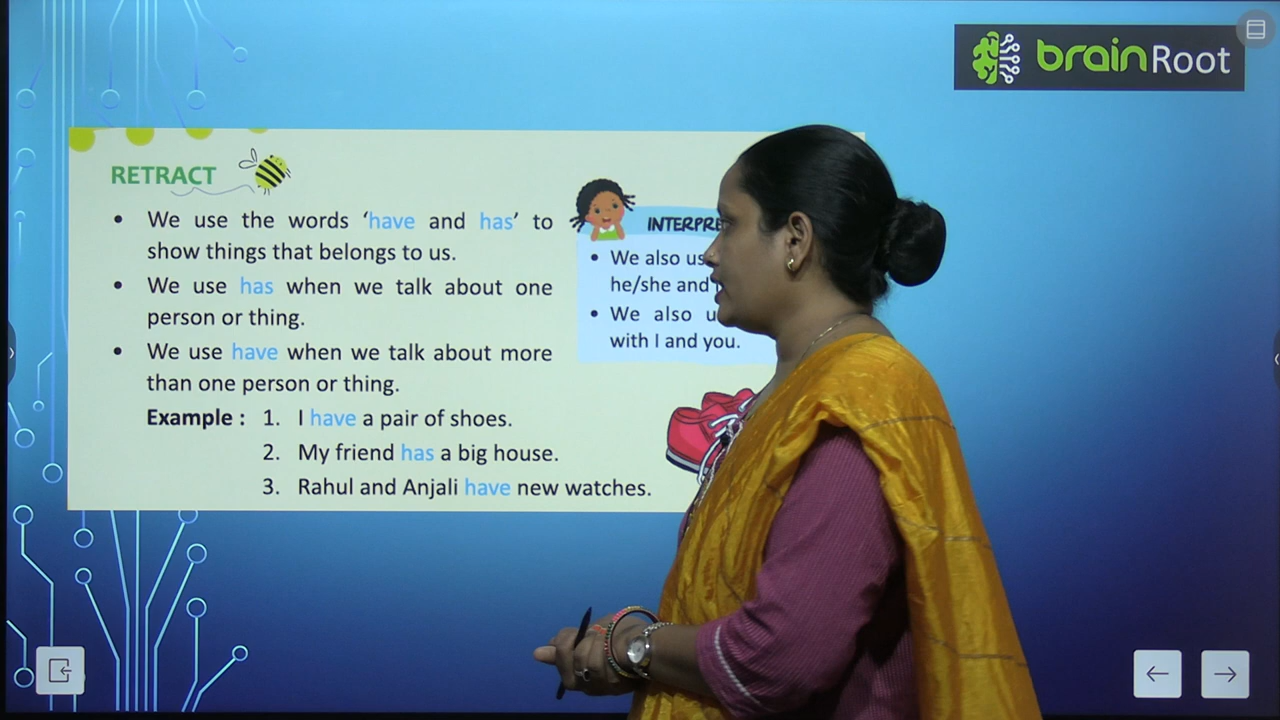 brainRoot
RETRACT
• We use the words ‘have and has’ to
show things that belongs to us.
• We use has when we talk about one
person or thing.
• We use have when we talk about more
than one person or thing.
Example : 1. I have a pair of shoes.
2. My friend has a big house.
3. Rahul and Anjali have new watches.
• We also
he/she and
• We also
with I and you.